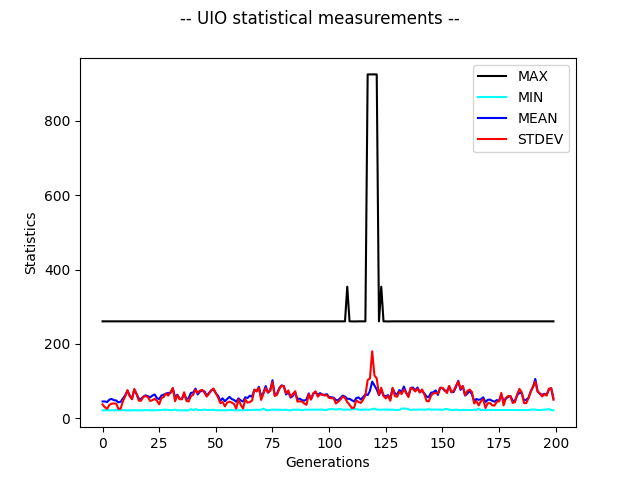 -- UIO statistical measurements --
MAX
MIN
MEAN
STDEV
Statistics
800
600
400
200
0
0 25 50 75 100 125 150 175 200
Generations